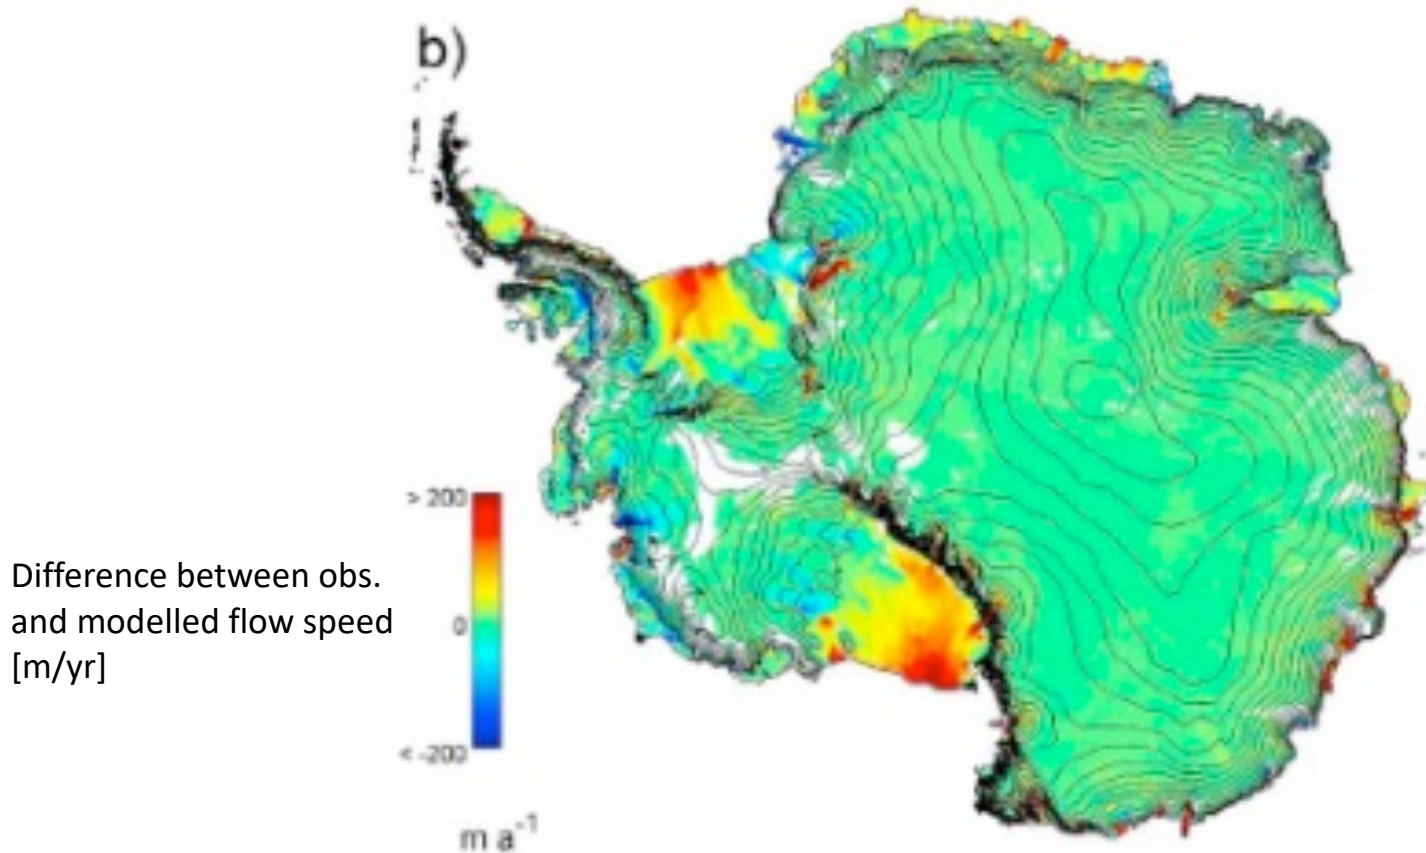 b)
> 200
0
< -200
m a-1
Difference between obs.
and modelled flow speed
[m/yr]